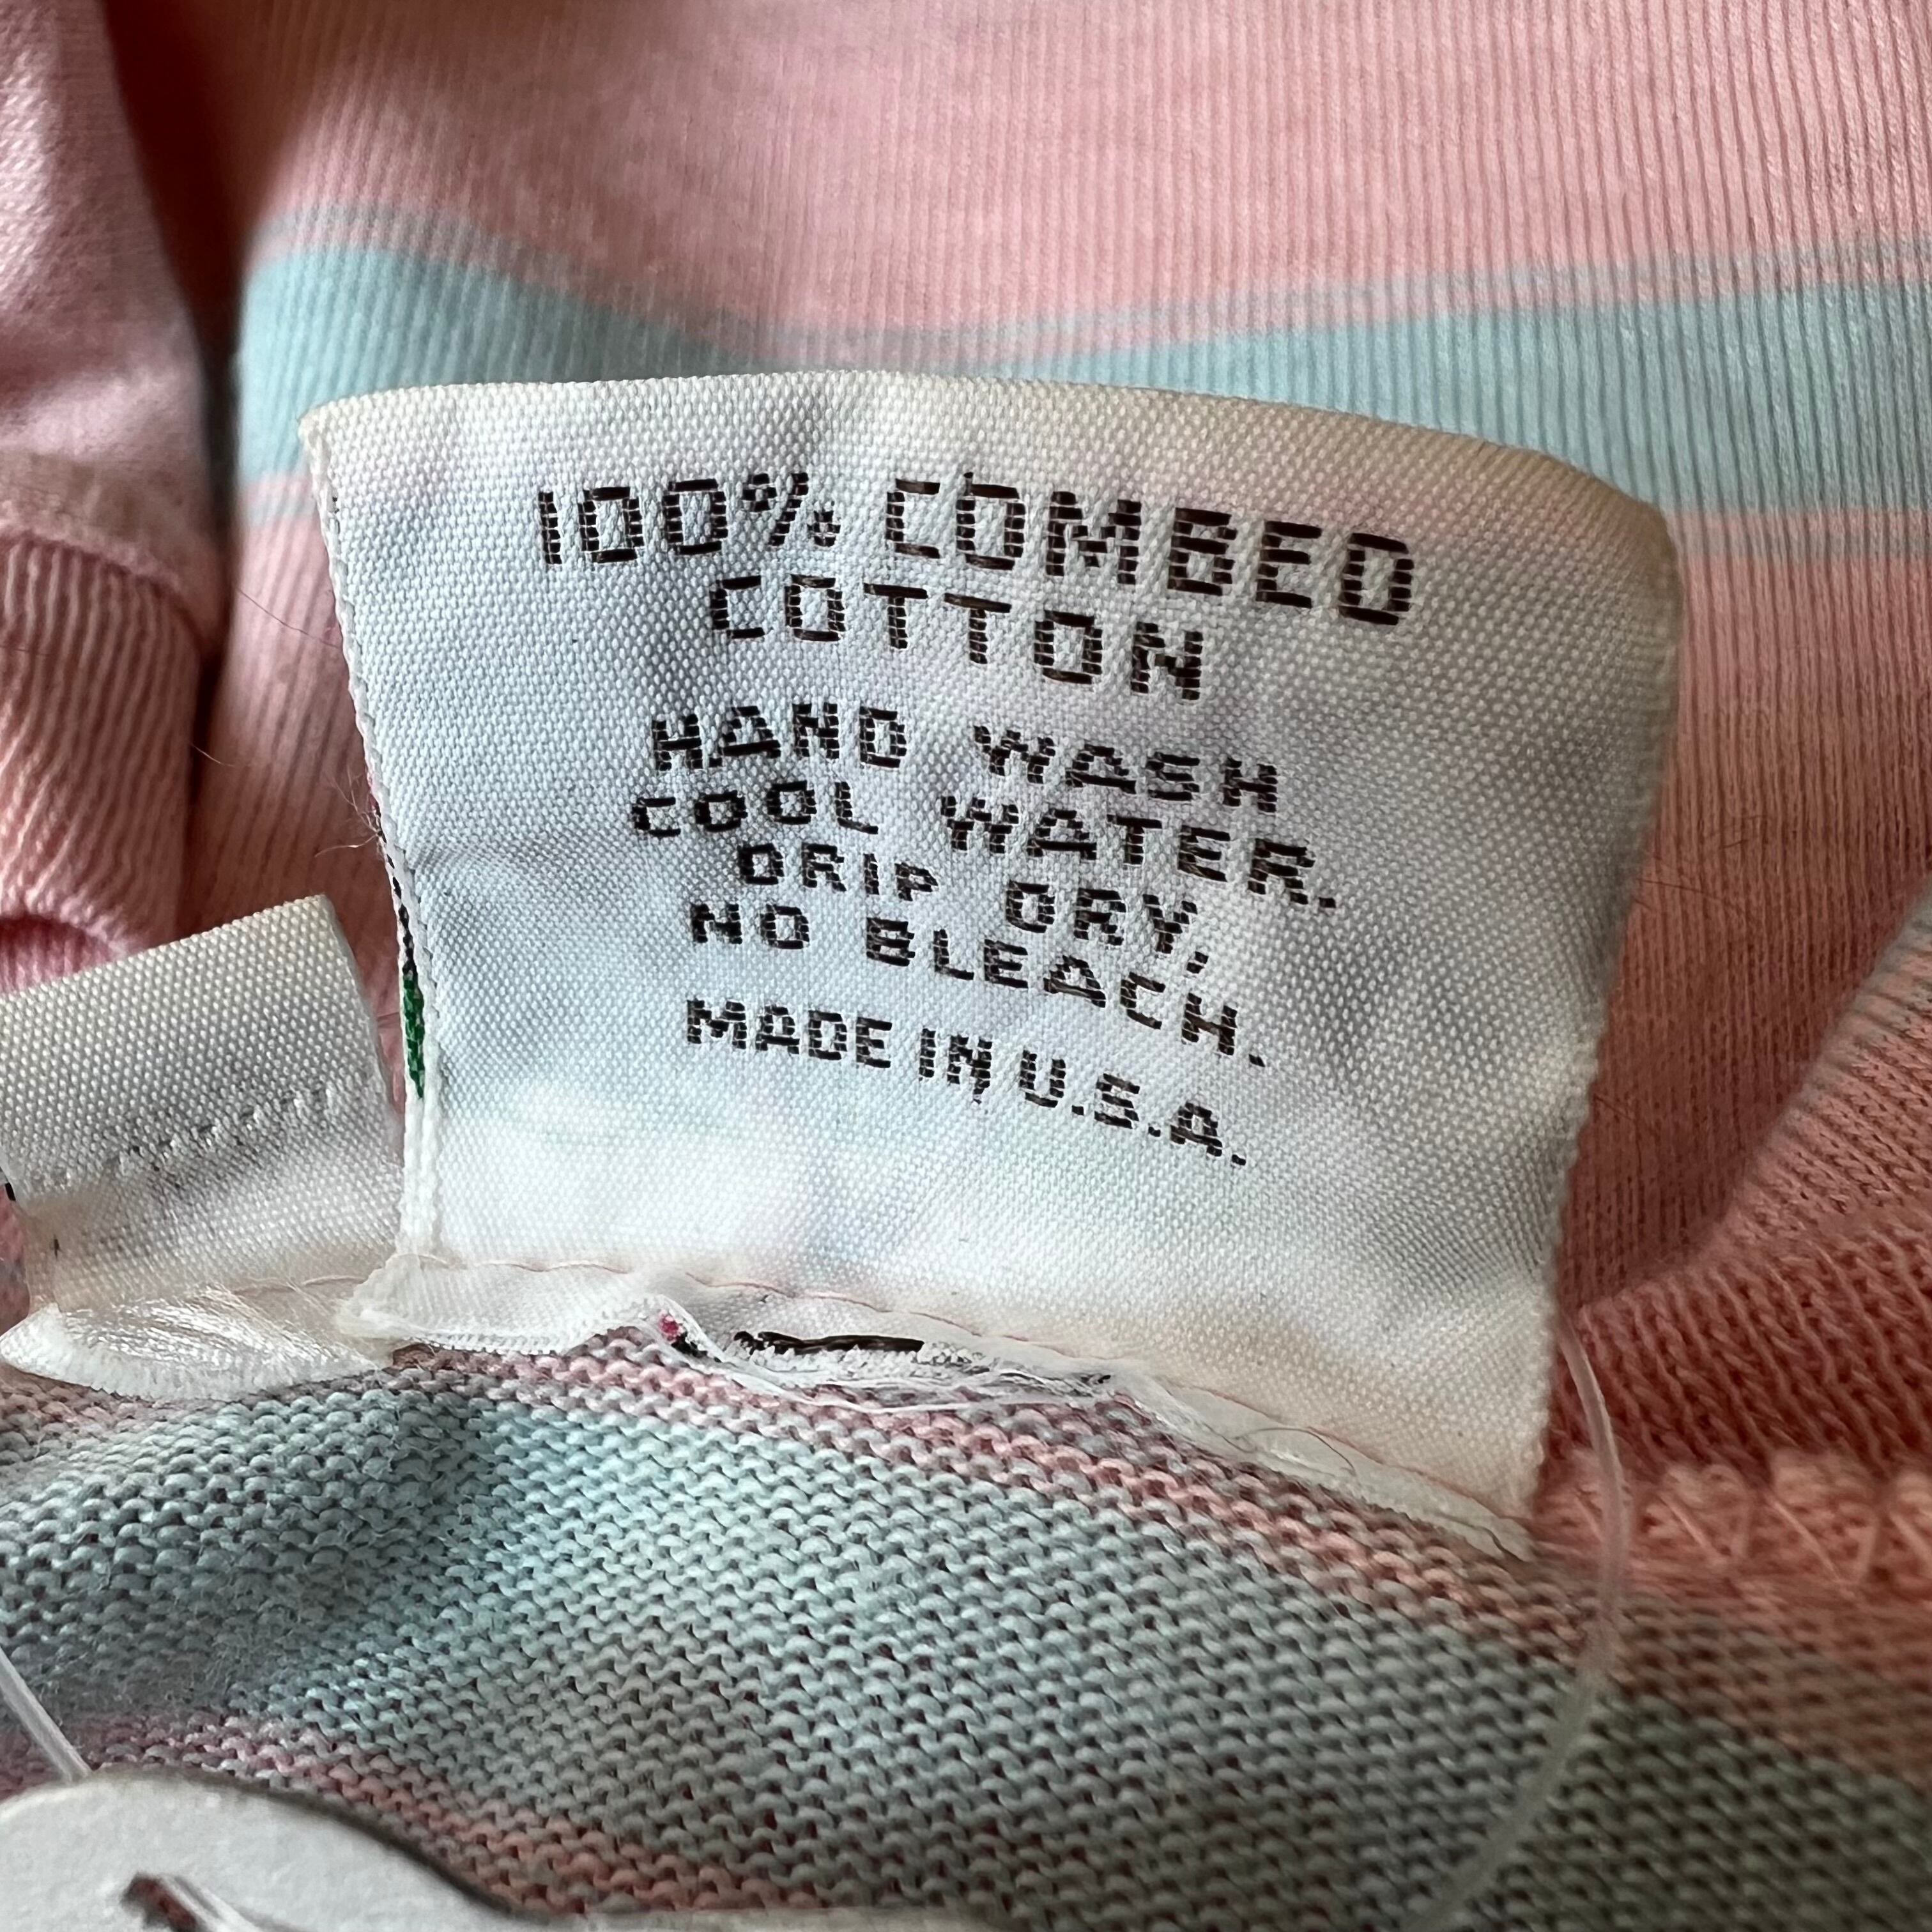 100% COMBED
COTTON
HAND WASH
COOL WATER.
DRIP DRY.
NO BLEACH.
MADE IN U.S.A.